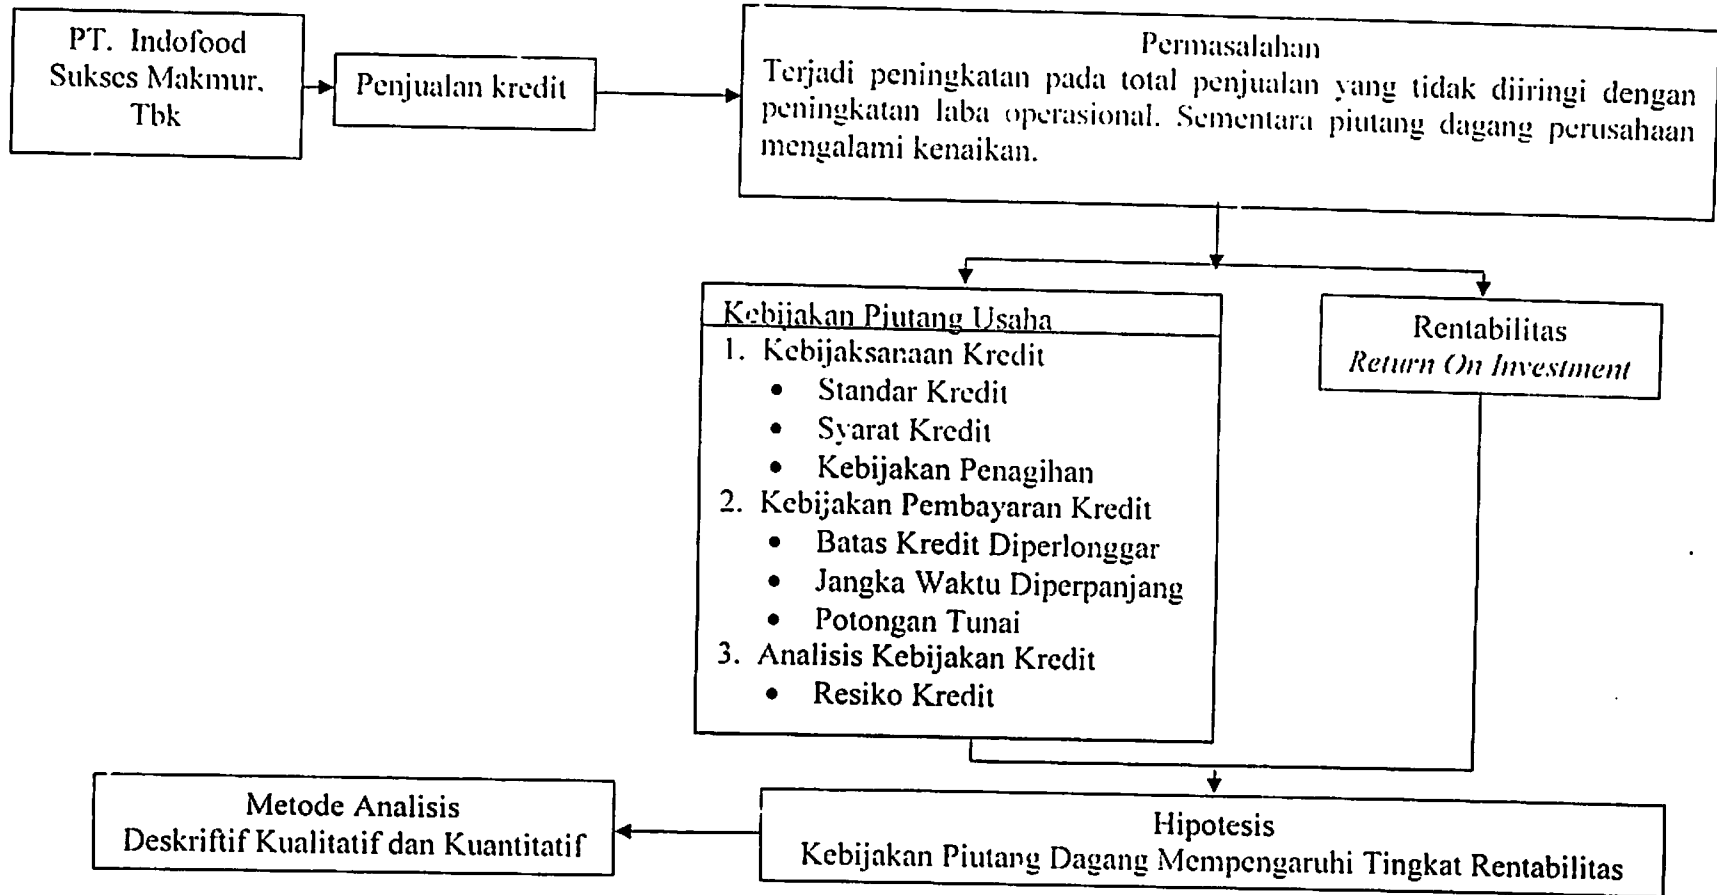 PT. Indofood
Sukses Makmur.
Tbk
Penjualan kredit
Permasalahan
Terjadi peningkatan pada total penjualan yang tidak diiringi dengan
peningkatan laba operasional. Sementara piutang dagang perusahaan
mengalami kenaikan.
Kebijakan Piutang Usaha
1. Kebijaksanaan Kredit
• Standar Kredit
• Syarat Kredit
• Kebijakan Penagihan
2. Kebijakan Pembayaran Kredit
• Batas Kredit Diperlonggar
• Jangka Waktu Diperpanjang
• Potongan Tunai
3. Analisis Kebijakan Kredit
• Resiko Kredit
Rentabilitas
Return On Investment
Hipotesis
Kebijakan Piutang Dagang Mempengaruhi Tingkat Rentabilitas
Metode Analisis
Deskriftif Kualitatif dan Kuantitatif